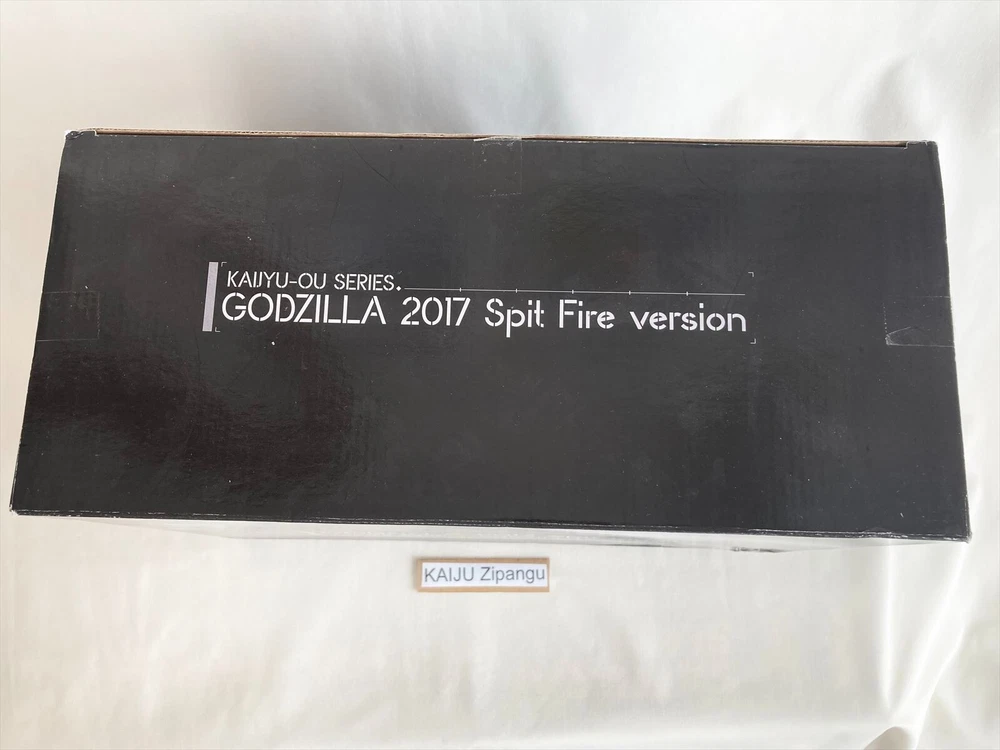 KAIJYU-OU SERIES.
GODZILLA 2017 Spit Fire version
KAIJU Zipangu